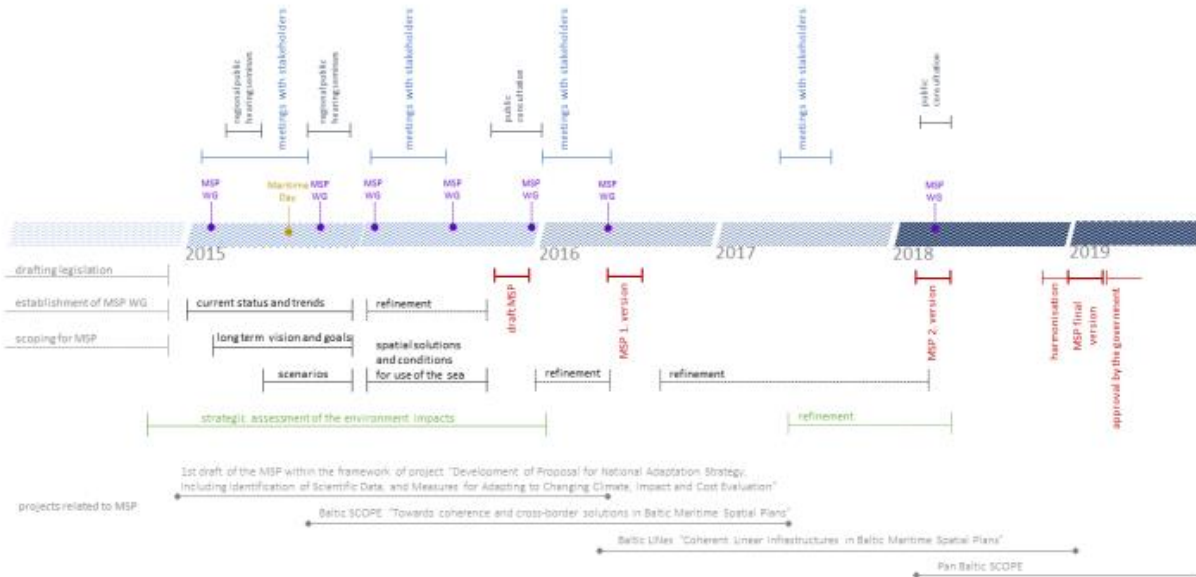 regional public
hearing seminars
meetings with stakeholders
regional public
hearing seminars
meetings with stakeholders
public
consultation
meetings with stakeholders
meetings with stakeholders
public
consultation
MSP
WG
Maritime
Day
MSP
WG
MSP
WG
MSP
WG
MSP
WG
MSP
WG
MSP
WG
2015
2016
2017
2018
2019
drafting legislation
establishment of MSP WG
scoping for MSP
current status and trends
long term vision and goals
scenarios
refinement
spatial solutions
and conditions
for use of the sea
draft MSP
refinement
MSP 1. version
refinement
MSP 2. version
harmonisation
MSP final
version
approval by the government
strategic assessment of the environment impacts
refinement
projects related to MSP
1st draft of the MSP within the framework of project "Development of Proposal for National Adaptation Strategy,
Including Identification of Scientific Data, and Measures for Adapting to Changing Climate, Impact and Cost Evaluation"
Baltic SCOPE "Towards coherence and cross-border solutions in Baltic Maritime Spatial Plans"
Baltic LINes "Coherent Linear Infrastructures in Baltic Maritime Spatial Plans"
Pan Baltic SCOPE